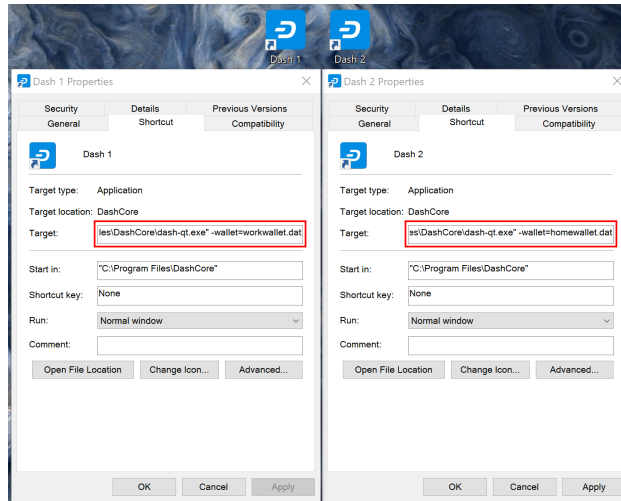 Dash 1
Dash 2
Dash 1 Properties
Security
Details
Previous Versions
General
Shortcut
Compatibility
Dash 1
Target type:
Application
Target location:
DashCore
Target:
les\DashCore\dash-qt.exe" -wallet=workwallet.dat
Start in:
"C:\Program Files\DashCore"
Shortcut key:
None
Run:
Normal window
Comment:
Open File Location
Change Icon...
Advanced...
OK
Cancel
Apply
Dash 2 Properties
Security
Details
Previous Versions
General
Shortcut
Compatibility
Dash 2
Target type:
Application
Target location:
DashCore
Target:
es\DashCore\dash-qt.exe" -wallet=homewallet.dat
Start in:
"C:\Program Files\DashCore"
Shortcut key:
None
Run:
Normal window
Comment:
Open File Location
Change Icon...
Advanced...
OK
Cancel
Apply